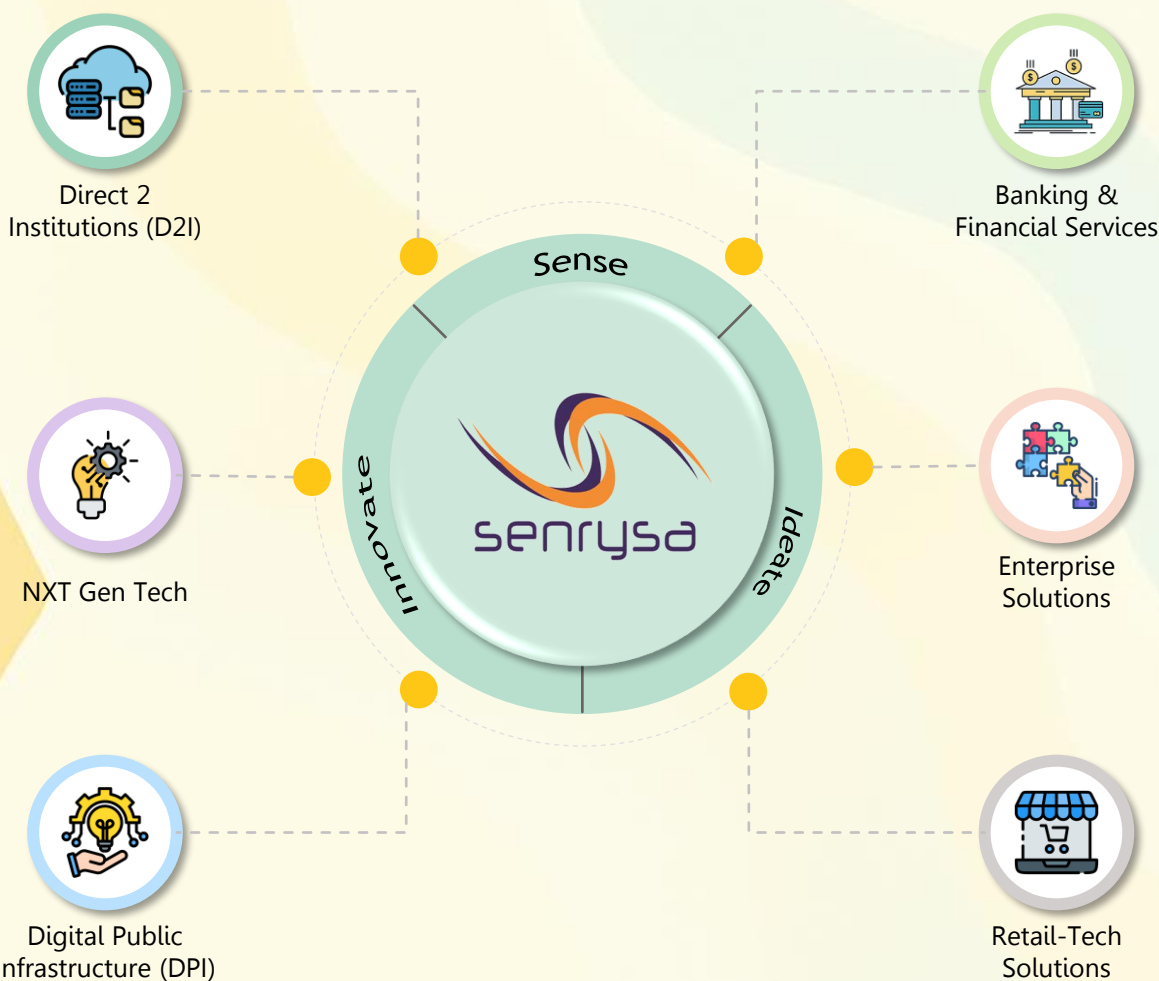 Direct 2
Institutions (D2I)
Banking &
Financial Services
Sense
Innovate
Ideate
senrysa
NXT Gen Tech
Enterprise
Solutions
Digital Public
nfrastructure (DPI)
Retail-Tech
Solutions